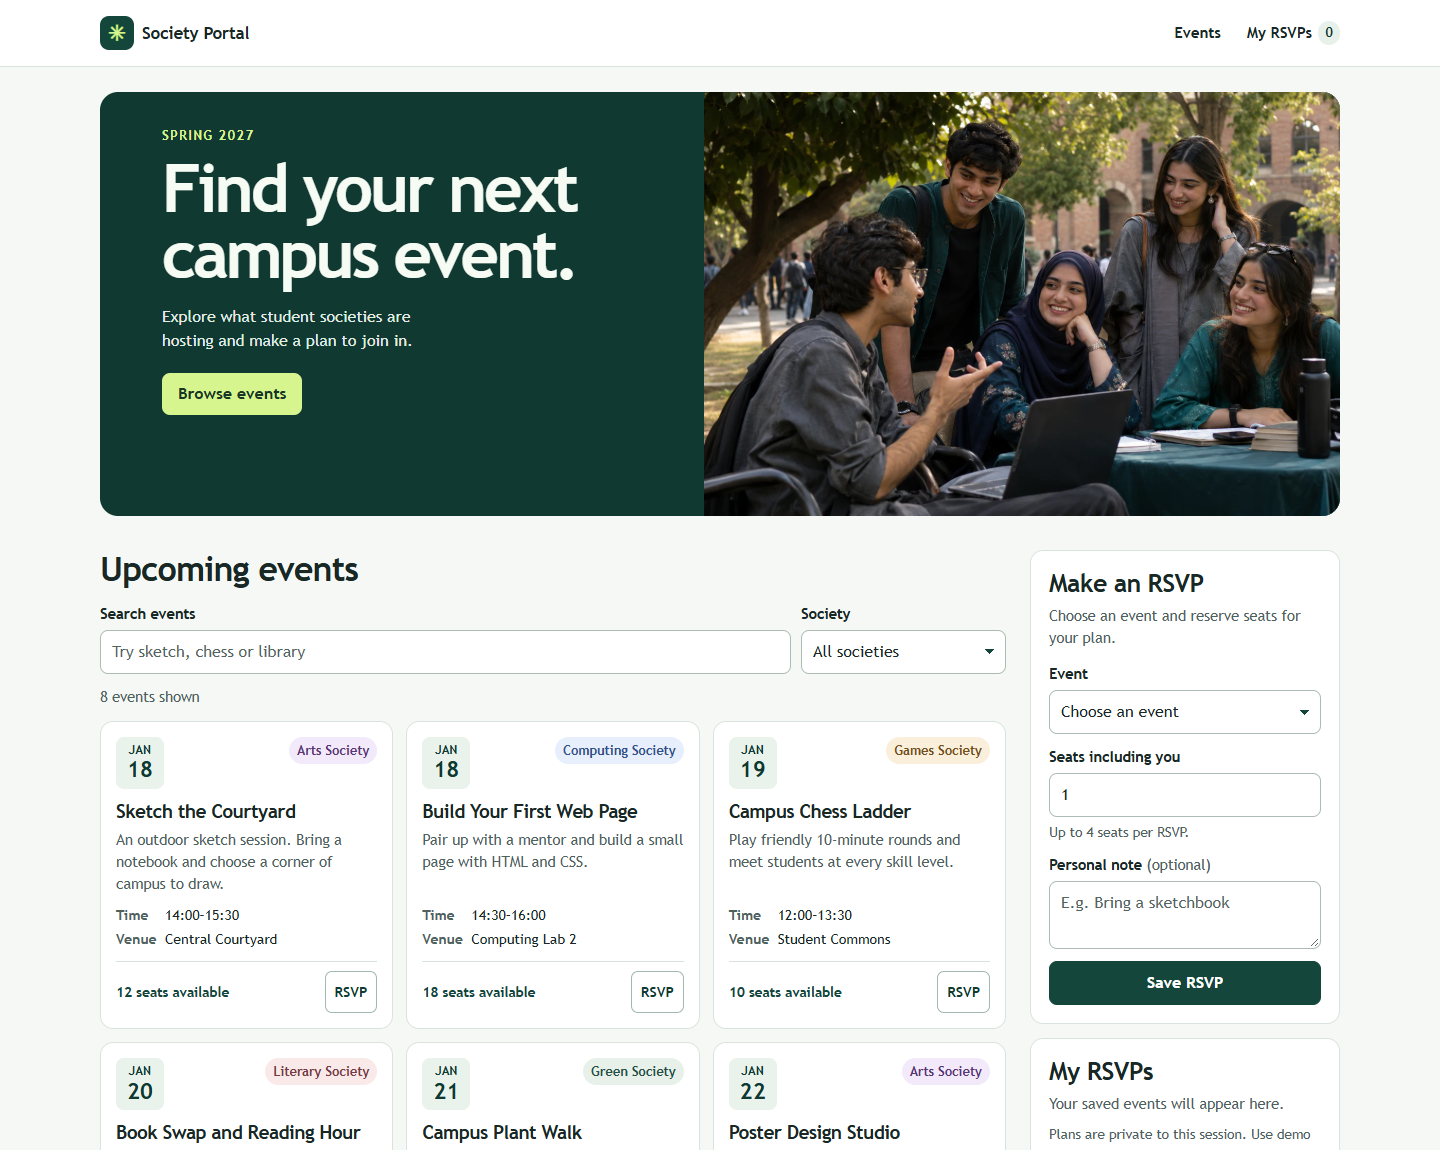 Society Portal
Events
My RSVPs 0
SPRING 2027
Find your next
campus event.
Explore what student societies are
hosting and make a plan to join in.
Browse events
Upcoming events
Search events
Try sketch, chess or library
Society
All societies
8 events shown
JAN
18
Arts Society
Sketch the Courtyard
An outdoor sketch session. Bring a
notebook and choose a corner of
campus to draw.
Time 14:00-15:30
Venue Central Courtyard
12 seats available
RSVP
JAN
18
Computing Society
Build Your First Web Page
Pair up with a mentor and build a small
page with HTML and CSS.
Time 14:30-16:00
Venue Computing Lab 2
18 seats available
RSVP
JAN
19
Games Society
Campus Chess Ladder
Play friendly 10-minute rounds and
meet students at every skill level.
Time 12:00-13:30
Venue Student Commons
10 seats available
RSVP
JAN
20
Literary Society
Book Swap and Reading Hour
JAN
21
Green Society
Campus Plant Walk
JAN
22
Arts Society
Poster Design Studio
Make an RSVP
Choose an event and reserve seats for
your plan.
Event
Choose an event
Seats including you
1
Up to 4 seats per RSVP.
Personal note (optional)
E.g. Bring a sketchbook
Save RSVP
My RSVPs
Your saved events will appear here.
Plans are private to this session. Use demo